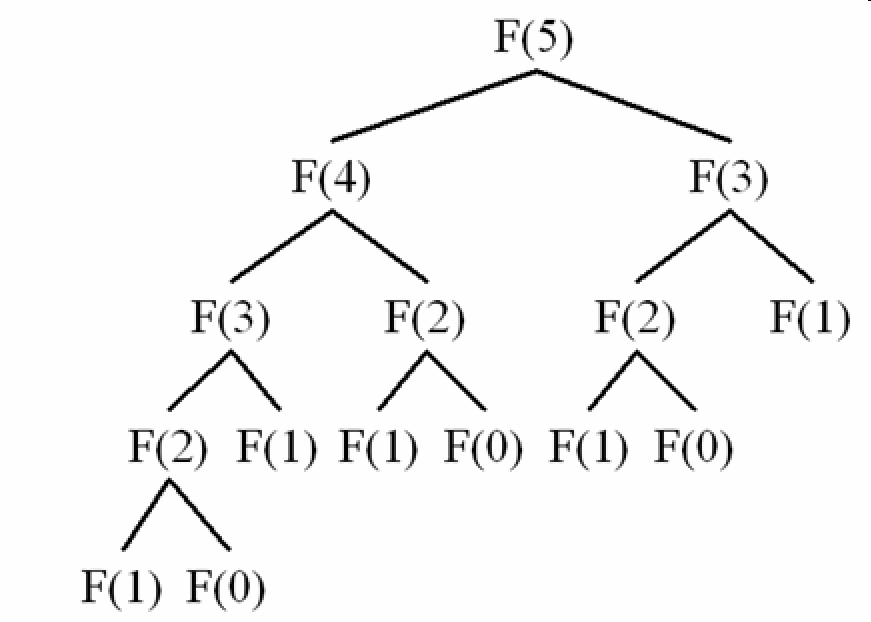 F(5)
F(4) F(3)
F(3) F(2) F(2) F(1)
F(2) F(1) F(1) F(0) F(1) F(0)
F(1) F(0)